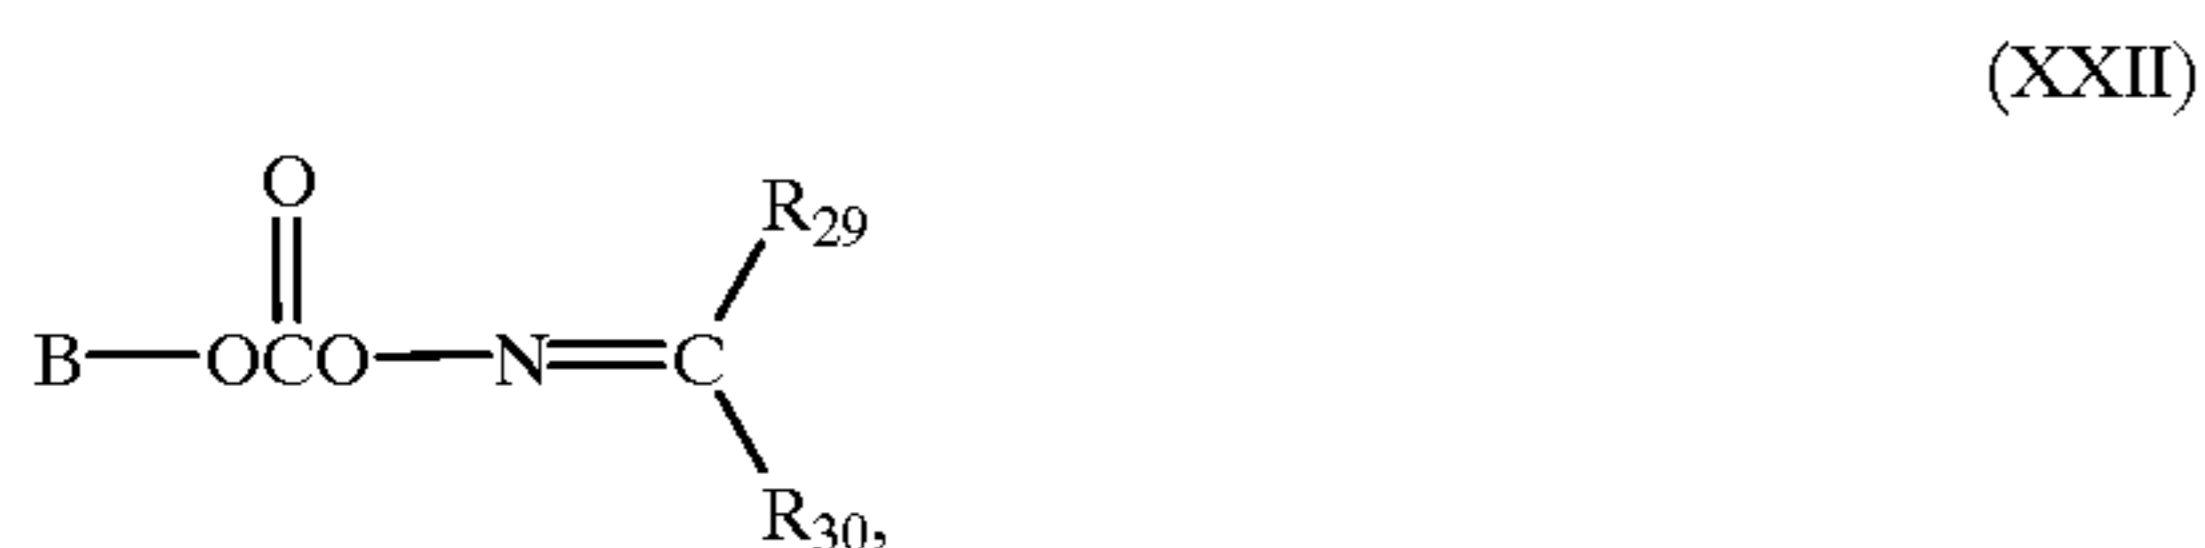 (XXII)
O
R29
B OCO N C
R30,